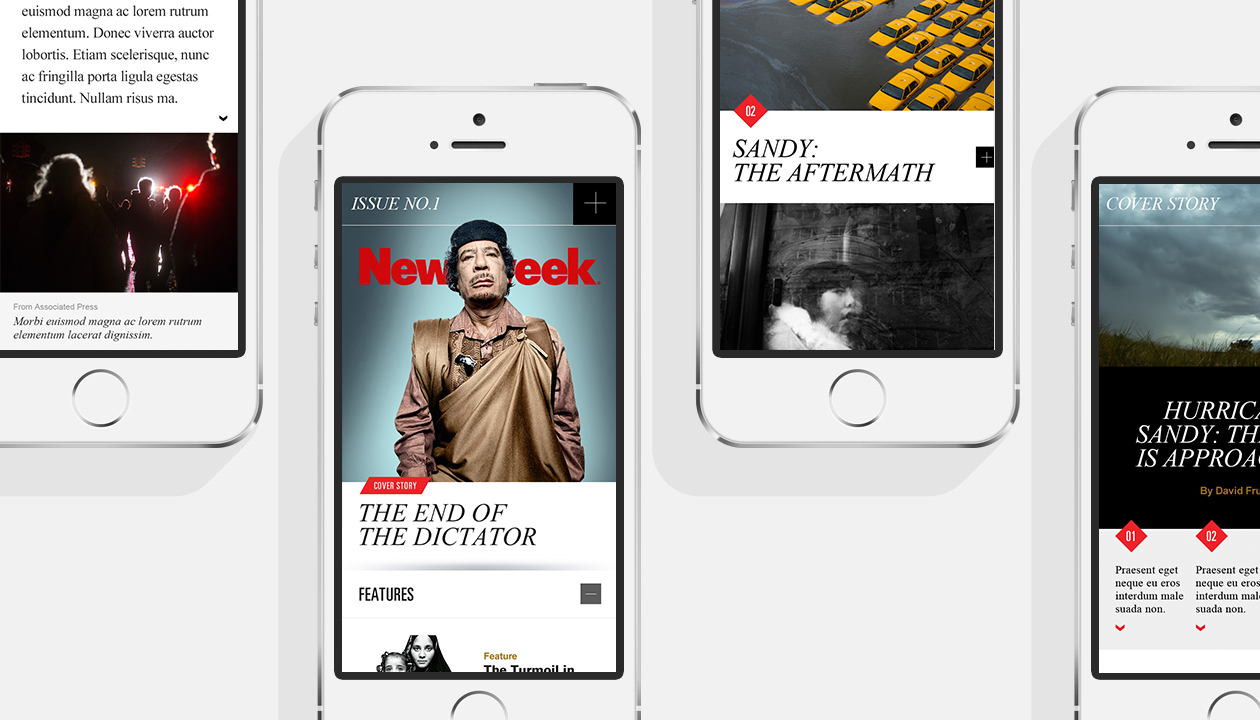 euismod magna ac lorem rutrum
elementum. Donec viverra auctor
lobortis. Etiam scelerisque, nunc
ac fringilla porta ligula egestas
tincidunt. Nullam risus ma.
From Associated Press
Morbi euismod magna ac lorem rutrum
elementum lacerat dignissim.
ISSUE NO.1
New eek
COVER STORY
THE END OF
THE DICTATOR
FEATURES
Feature
The Turmoil in
02
SANDY:
THE AFTERMATH
COVER STORY
HURRICA
SANDY: TH
IS APPROA
By David Fru
01
Praesent eget
neque eu eros
interdum male
suada non.
02
Praesent eget
neque eu eros
interdum male
suada non.